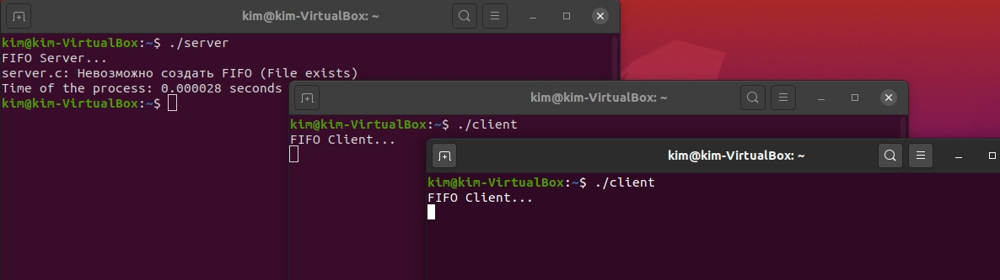 kim@kim-VirtualBox: ~
kim@kim-VirtualBox:~$ ./server
FIFO Server...
server.c: Невозможно создать FIFO (File exists)
Time of the process: 0.000028 seconds
kim@kim-VirtualBox:~$
kim@kim-VirtualBox: ~
kim@kim-VirtualBox:~$ ./client
FIFO Client...
kim@kim-VirtualBox: ~
kim@kim-VirtualBox:~$ ./client
FIFO Client...